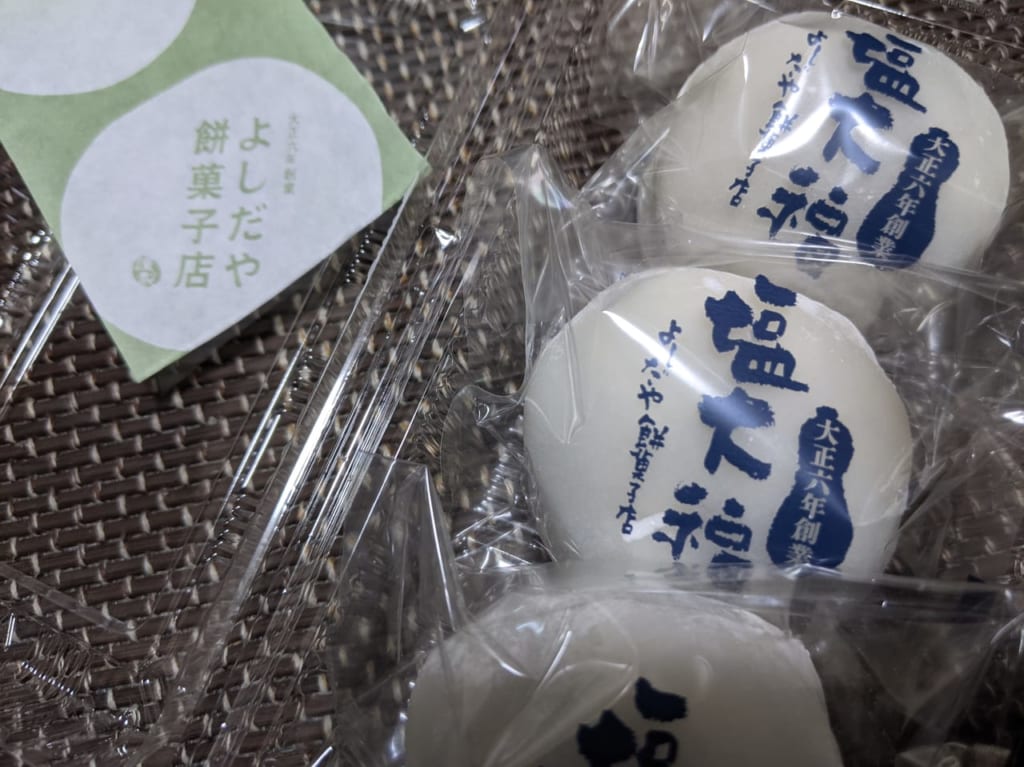 大正六年創業
よしだや
餅菓子店
塩大福
大正六年創業
よしだや餅菓子店
塩大福
大正六年創業
よしだや餅菓子店
塩